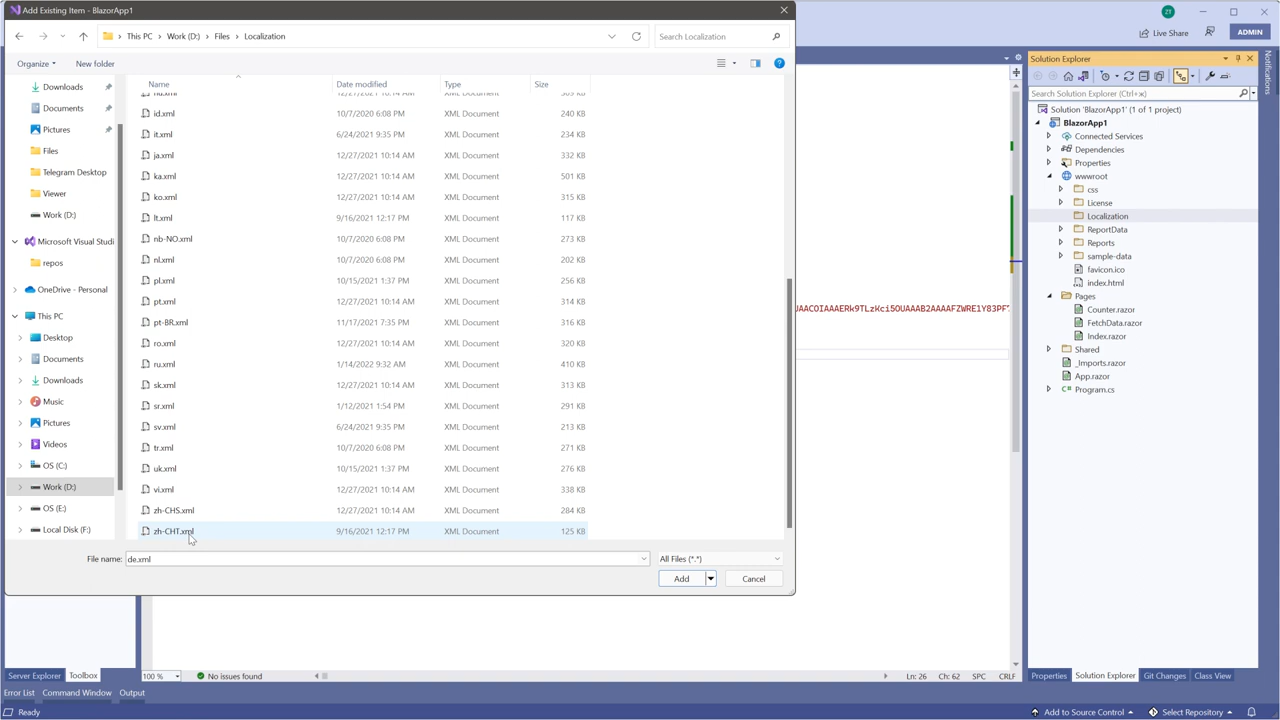 Add Existing Item - BlazorApp1
This PC > Work (D:) > Files > Localization
Search Localization
Organize
New folder
Name
Date modified
Type
Size
id.xml 10/7/2020 6:08 PM XML Document 240 KB
it.xml 6/24/2021 9:35 PM XML Document 234 KB
ja.xml 12/27/2021 10:14 AM XML Document 332 KB
ka.xml 12/27/2021 10:14 AM XML Document 501 KB
ko.xml 12/27/2021 10:14 AM XML Document 315 KB
lt.xml 9/16/2021 12:17 PM XML Document 117 KB
nb-NO.xml 10/7/2020 6:08 PM XML Document 273 KB
nl.xml 10/7/2020 6:08 PM XML Document 202 KB
pl.xml 10/15/2021 1:37 PM XML Document 256 KB
pt.xml 12/27/2021 10:14 AM XML Document 314 KB
pt-BR.xml 11/17/2021 7:35 PM XML Document 316 KB
ro.xml 12/27/2021 10:14 AM XML Document 320 KB
ru.xml 1/14/2022 9:32 AM XML Document 410 KB
sk.xml 12/27/2021 10:14 AM XML Document 313 KB
sr.xml 1/12/2021 1:54 PM XML Document 291 KB
sv.xml 6/24/2021 9:35 PM XML Document 213 KB
tr.xml 10/7/2020 6:08 PM XML Document 271 KB
uk.xml 10/15/2021 1:37 PM XML Document 276 KB
vi.xml 12/27/2021 10:14 AM XML Document 338 KB
zh-CHS.xml 12/27/2021 10:14 AM XML Document 284 KB
zh-CHT.xml 9/16/2021 12:17 PM XML Document 125 KB
Downloads
Documents
Pictures
Files
Telegram Desktop
Viewer
Work (D:)
Microsoft Visual Studi
repos
OneDrive - Personal
This PC
Desktop
Documents
Downloads
Music
Pictures
Videos
OS (C:)
Work (D:)
OS (E:)
Local Disk (F:)
File name: de.xml
All Files (*.*)
Add
Cancel
ZT
Live Share
ADMIN
Notifications
Solution Explorer
Search Solution Explorer (Ctrl+ж)
Solution 'BlazorApp1' (1 of 1 project)
BlazorApp1
Connected Services
Dependencies
Properties
wwwroot
css
License
Localization
ReportData
Reports
sample-data
favicon.ico
index.html
Pages
Counter.razor
FetchData.razor
Index.razor
Shared
_Imports.razor
App.razor
Program.cs
Server Explorer
Toolbox
100 %
No issues found
Ln: 26
Ch: 62
SPC
CRLF
Properties
Solution Explorer
Git Changes
Class View
Error List
Command Window
Output
Ready
Add to Source Control
Select Repository